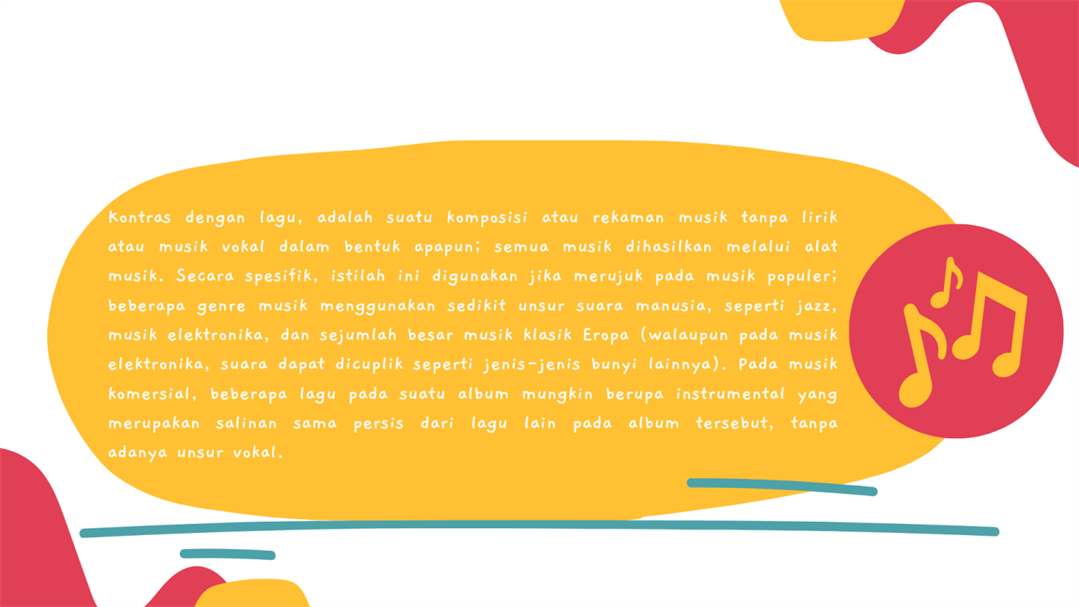 Kontras dengan lagu, adalah suatu komposisi atau rekaman musik tanpa lirik
atau musik vokal dalam bentuk apapun; semua musik dihasilkan melalui alat
musik. Secara spesifik, istilah ini digunakan jika merujuk pada musik populer;
beberapa genre musik menggunakan sedikit unsur suara manusia, seperti jazz,
musik elektronika, dan sejumlah besar musik klasik Eropa (walaupun pada musik
elektronika, suara dapat dicuplik seperti jenis-jenis bunyi lainnya). Pada musik
komersial, beberapa lagu pada suatu album mungkin berupa instrumental yang
merupakan salinan sama persis dari lagu lain pada album tersebut, tanpa
adanya unsur vokal.